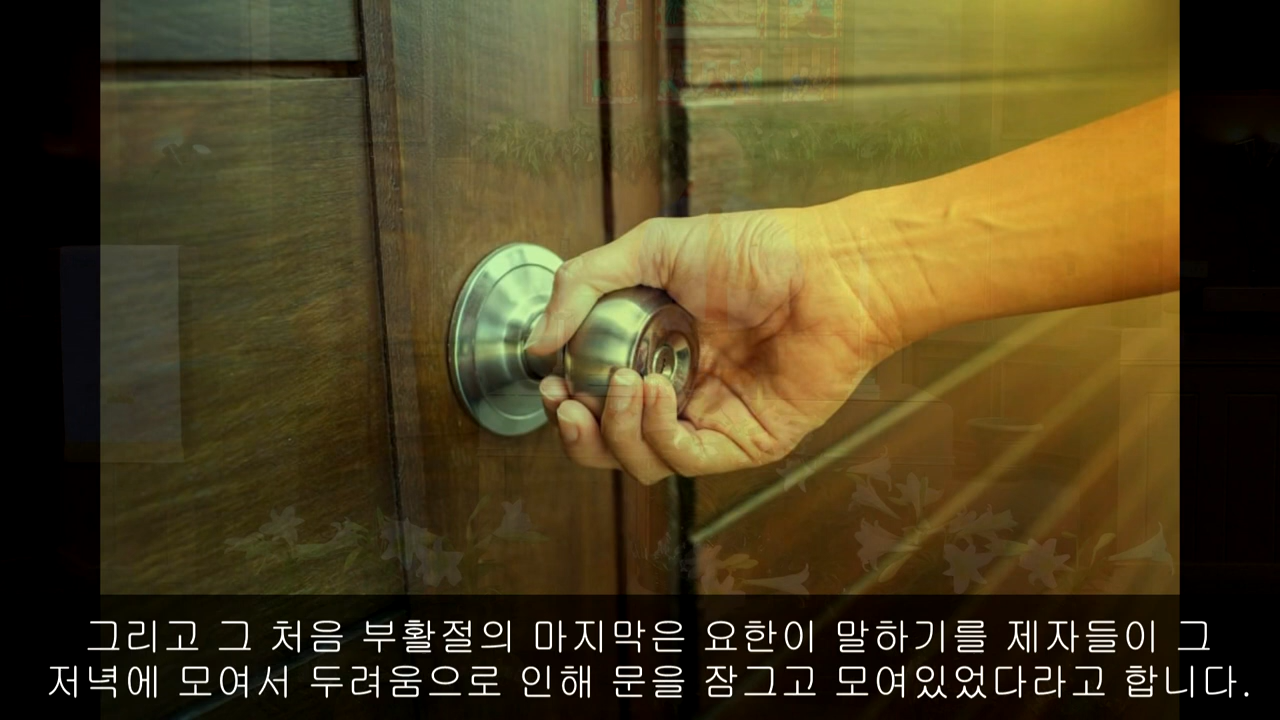 그리고 그 처음 부활절의 마지막은 요한이 말하기를 제자들이 그
저녁에 모여서 두려움으로 인해 문을 잠그고 모여있었다라고 합니다.